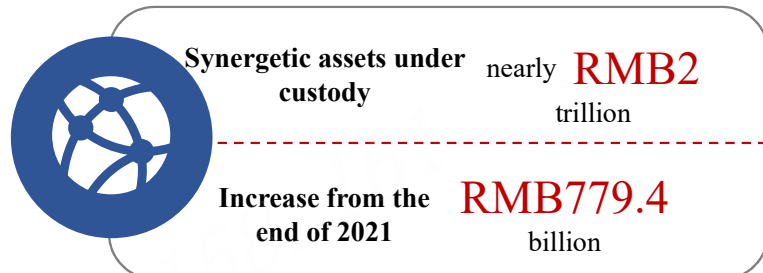 Synergetic assets under
custody
nearly RMB2
trillion
Increase from the
end of 2021
RMB779.4
billion